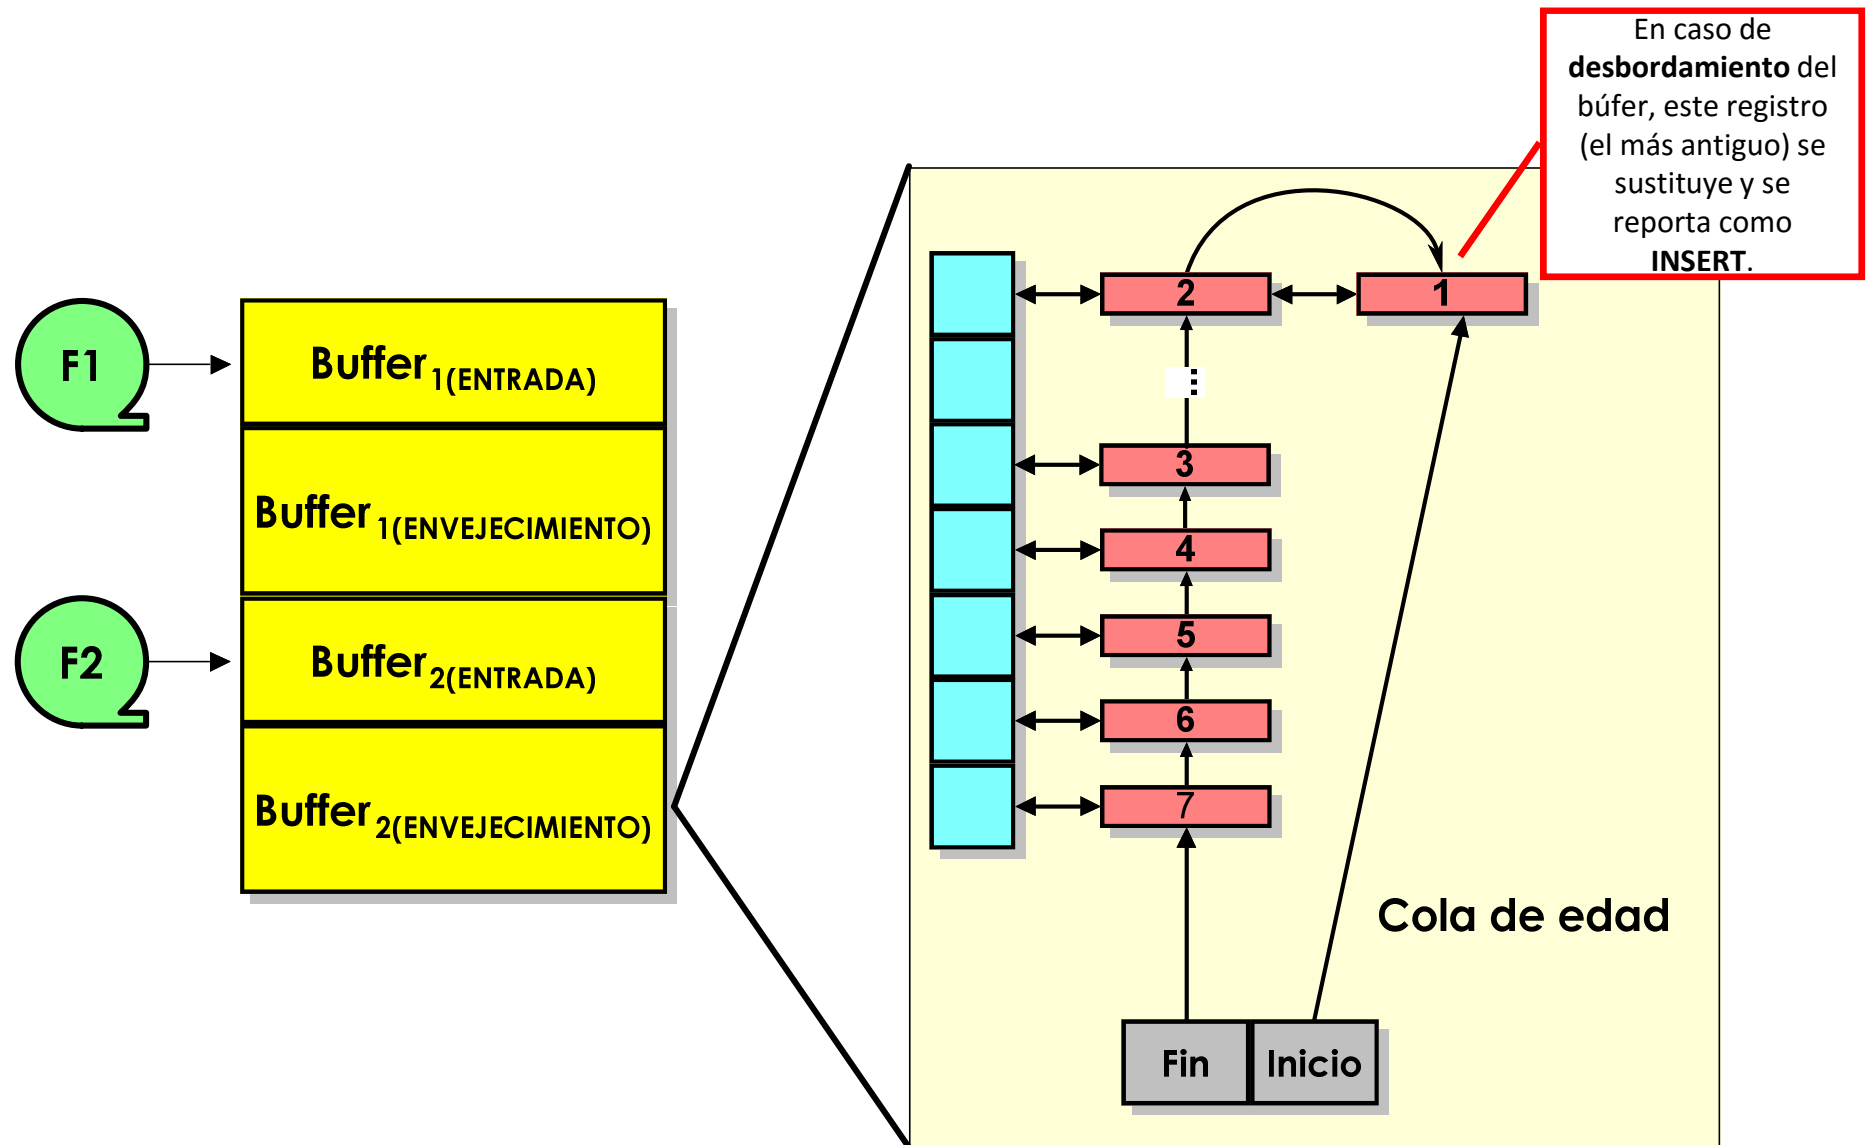 En caso de
desbordamiento del
búfer, este registro
(el más antiguo) se
sustituye y se
reporta como
INSERT.
F1
Buffer 1(ENTRADA)
Buffer 1(ENVEJECIMIENTO)
F2
Buffer 2(ENTRADA)
Buffer 2(ENVEJECIMIENTO)
2 1
...
3
4
5
6
7
Cola de edad
Fin Inicio